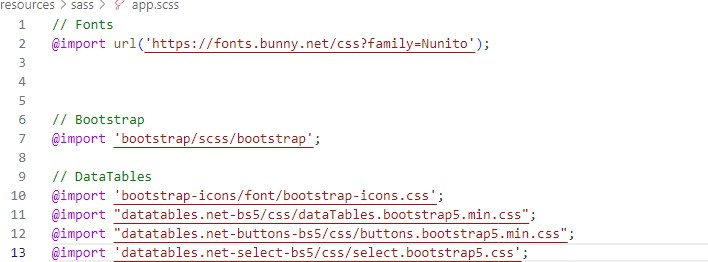 resources > sass > app.scss
1 // Fonts
2 @import url('https://fonts.bunny.net/css?family=Nunito');
3
4
5
6 // Bootstrap
7 @import 'bootstrap/scss/bootstrap';
8
9 // DataTables
10 @import 'bootstrap-icons/font/bootstrap-icons.css';
11 @import "datatables.net-bs5/css/dataTables.bootstrap5.min.css";
12 @import "datatables.net-buttons-bs5/css/buttons.bootstrap5.min.css";
13 @import 'datatables.net-select-bs5/css/select.bootstrap5.css';